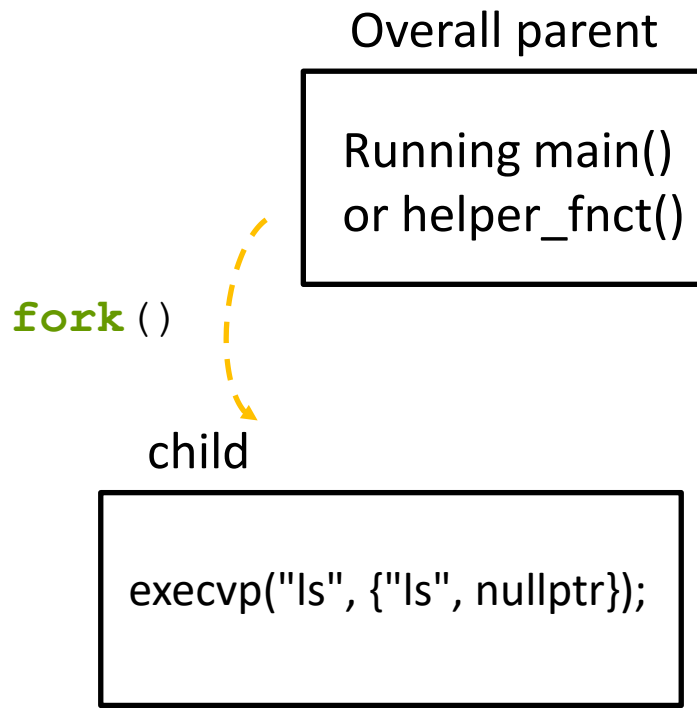 Overall parent
Running main()
or helper_fnct()
fork()
child
execvp("ls", {"ls", nullptr});